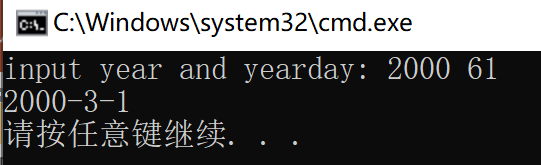 C:\Windows\system32\cmd.exe
input year and yearday: 2000 61
2000-3-1
请按任意键继续. . .